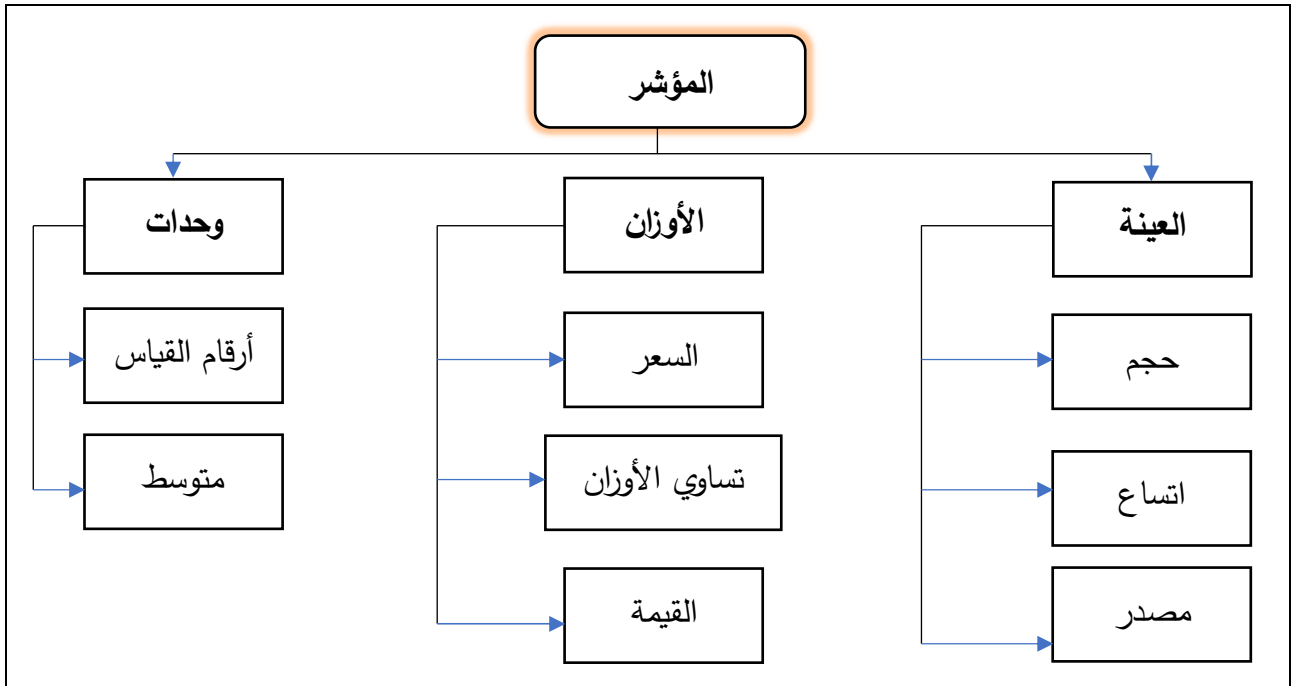 المؤشر
العينة
الأوزان
وحدات
حجم
السعر
أرقام القياس
اتساع
تساوي الأوزان
متوسط
مصدر
القيمة